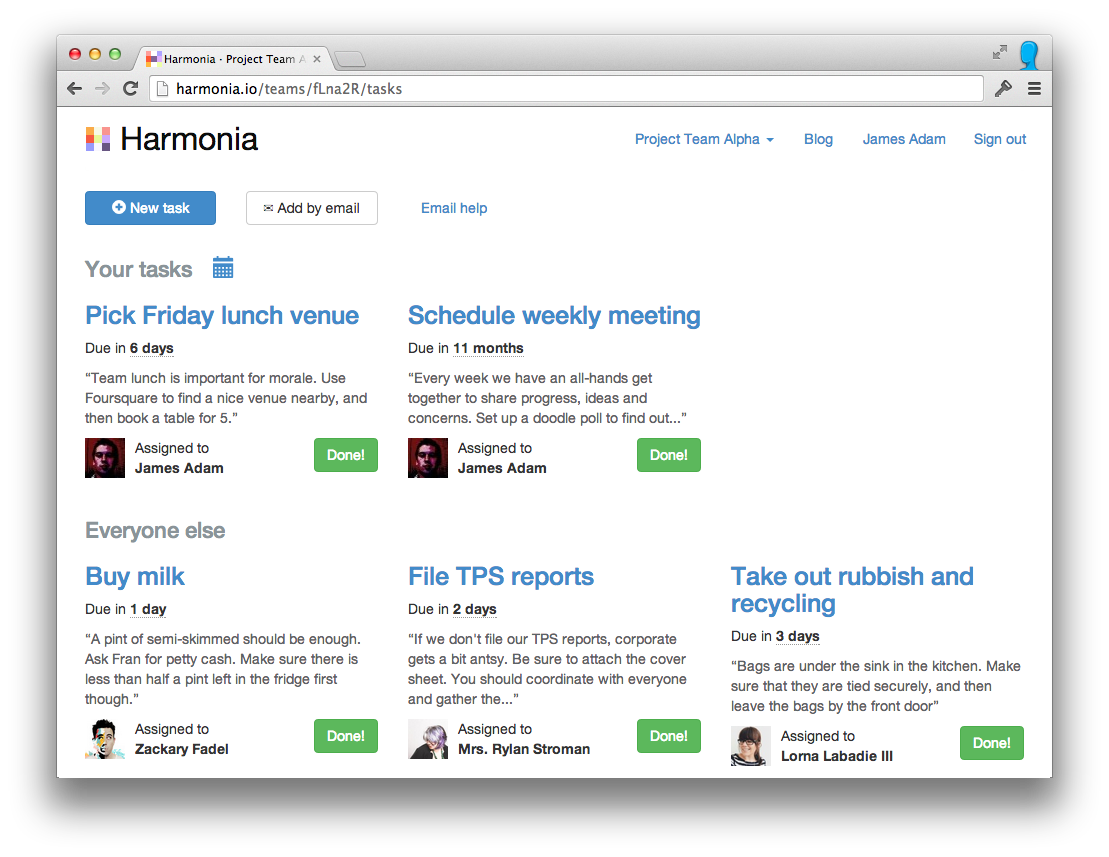 Harmonia · Project Team A
harmonia.io/teams/fLna2R/tasks
Harmonia
Project Team Alpha
Blog
James Adam
Sign out
New task
Add by email
Email help
Your tasks
Pick Friday lunch venue
Due in 6 days
“Team lunch is important for morale. Use
Foursquare to find a nice venue nearby, and
then book a table for 5.”
Assigned to
James Adam
Done!
Schedule weekly meeting
Due in 11 months
“Every week we have an all-hands get
together to share progress, ideas and
concerns. Set up a doodle poll to find out...”
Assigned to
James Adam
Done!
Everyone else
Buy milk
Due in 1 day
“A pint of semi-skimmed should be enough.
Ask Fran for petty cash. Make sure there is
less than half a pint left in the fridge first
though.”
Assigned to
Zackary Fadel
Done!
File TPS reports
Due in 2 days
“If we don't file our TPS reports, corporate
gets a bit antsy. Be sure to attach the cover
sheet. You should coordinate with everyone
and gather the...”
Assigned to
Mrs. Rylan Stroman
Done!
Take out rubbish and
recycling
Due in 3 days
“Bags are under the sink in the kitchen. Make
sure that they are tied securely, and then
leave the bags by the front door”
Assigned to
Lorna Labadie III
Done!